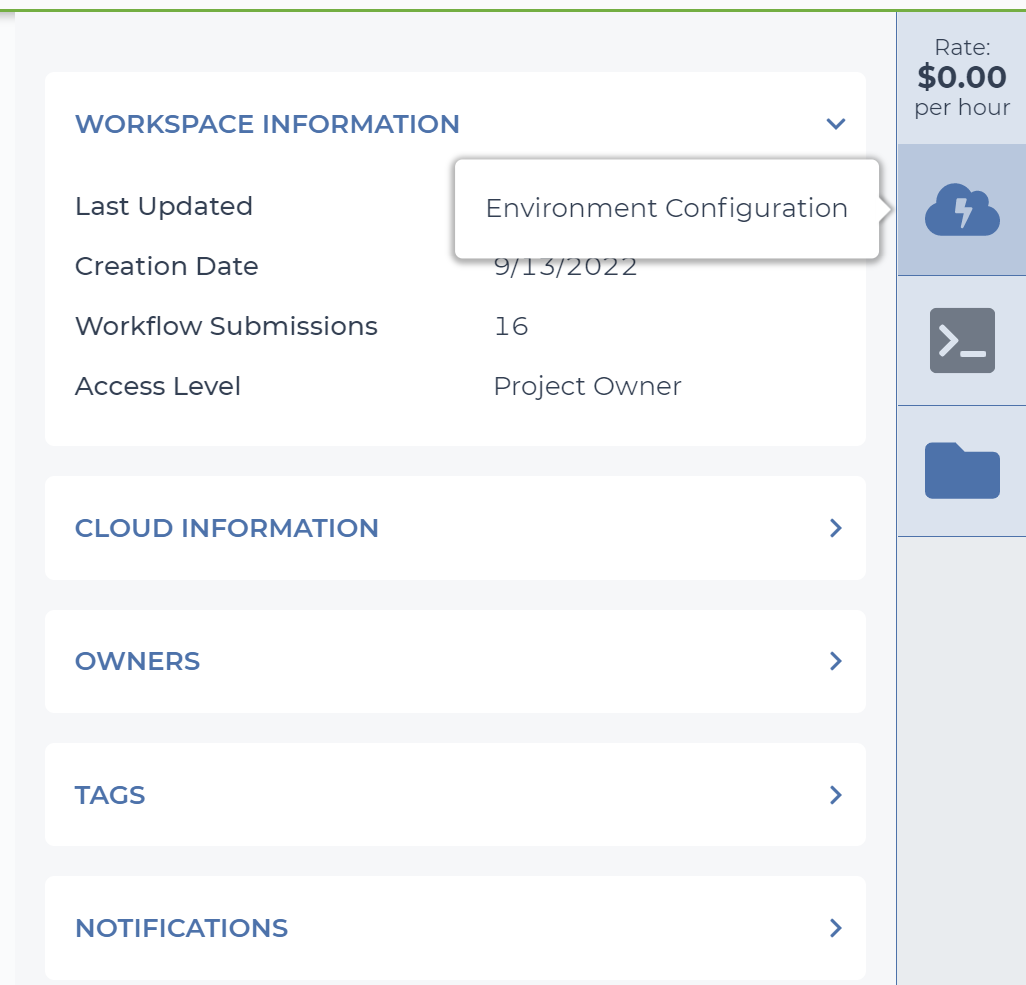 Rate:
$0.00
per hour
WORKSPACE INFORMATION
Last Updated
Environment Configuration
Creation Date
9/13/2022
Workflow Submissions
16
Access Level
Project Owner
CLOUD INFORMATION
OWNERS
TAGS
NOTIFICATIONS